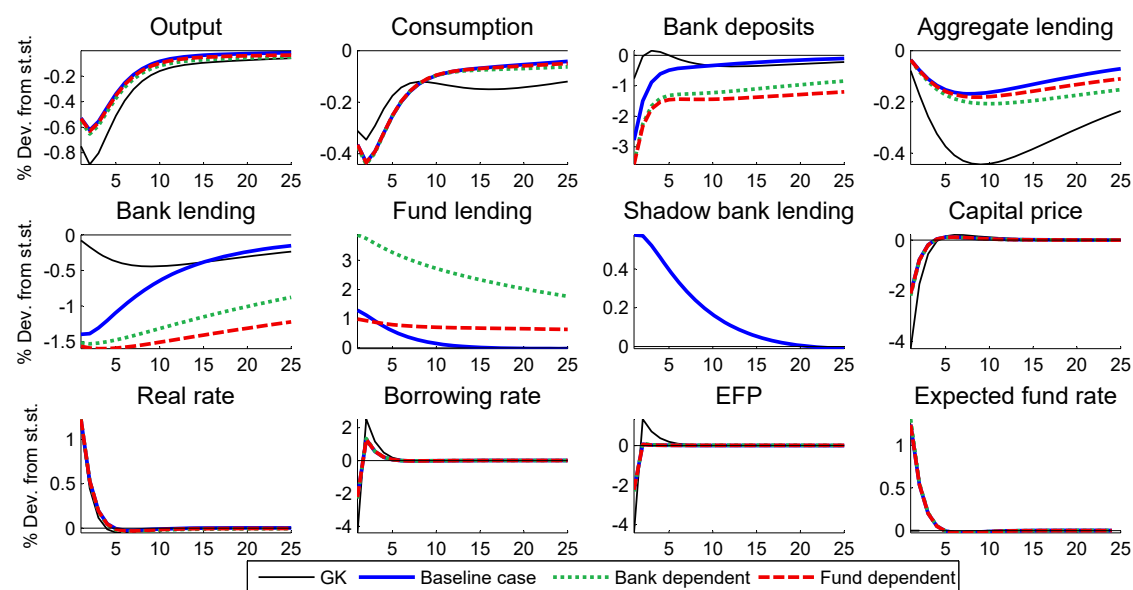 Output Consumption Bank deposits Aggregate lending
% Dev. from st.st.
-0.2
-0.4
-0.6
-0.8
5 10 15 20 25
0
-0.2
-0.4
5 10 15 20 25
0
-1
-2
-3
5 10 15 20 25
0
-0.2
-0.4
5 10 15 20 25
Bank lending Fund lending Shadow bank lending Capital price
% Dev. from st.st.
0
-0.5
-1
-1.5
5 10 15 20 25
3
2
1
0
5 10 15 20 25
0.4
0.2
0
5 10 15 20 25
0
-2
-4
5 10 15 20 25
Real rate Borrowing rate EFP Expected fund rate
% Dev. from st.st.
1
0.5
0
5 10 15 20 25
2
0
-2
-4
5 10 15 20 25
0
-2
-4
5 10 15 20 25
1
0.5
0
5 10 15 20 25
GK Baseline case Bank dependent Fund dependent